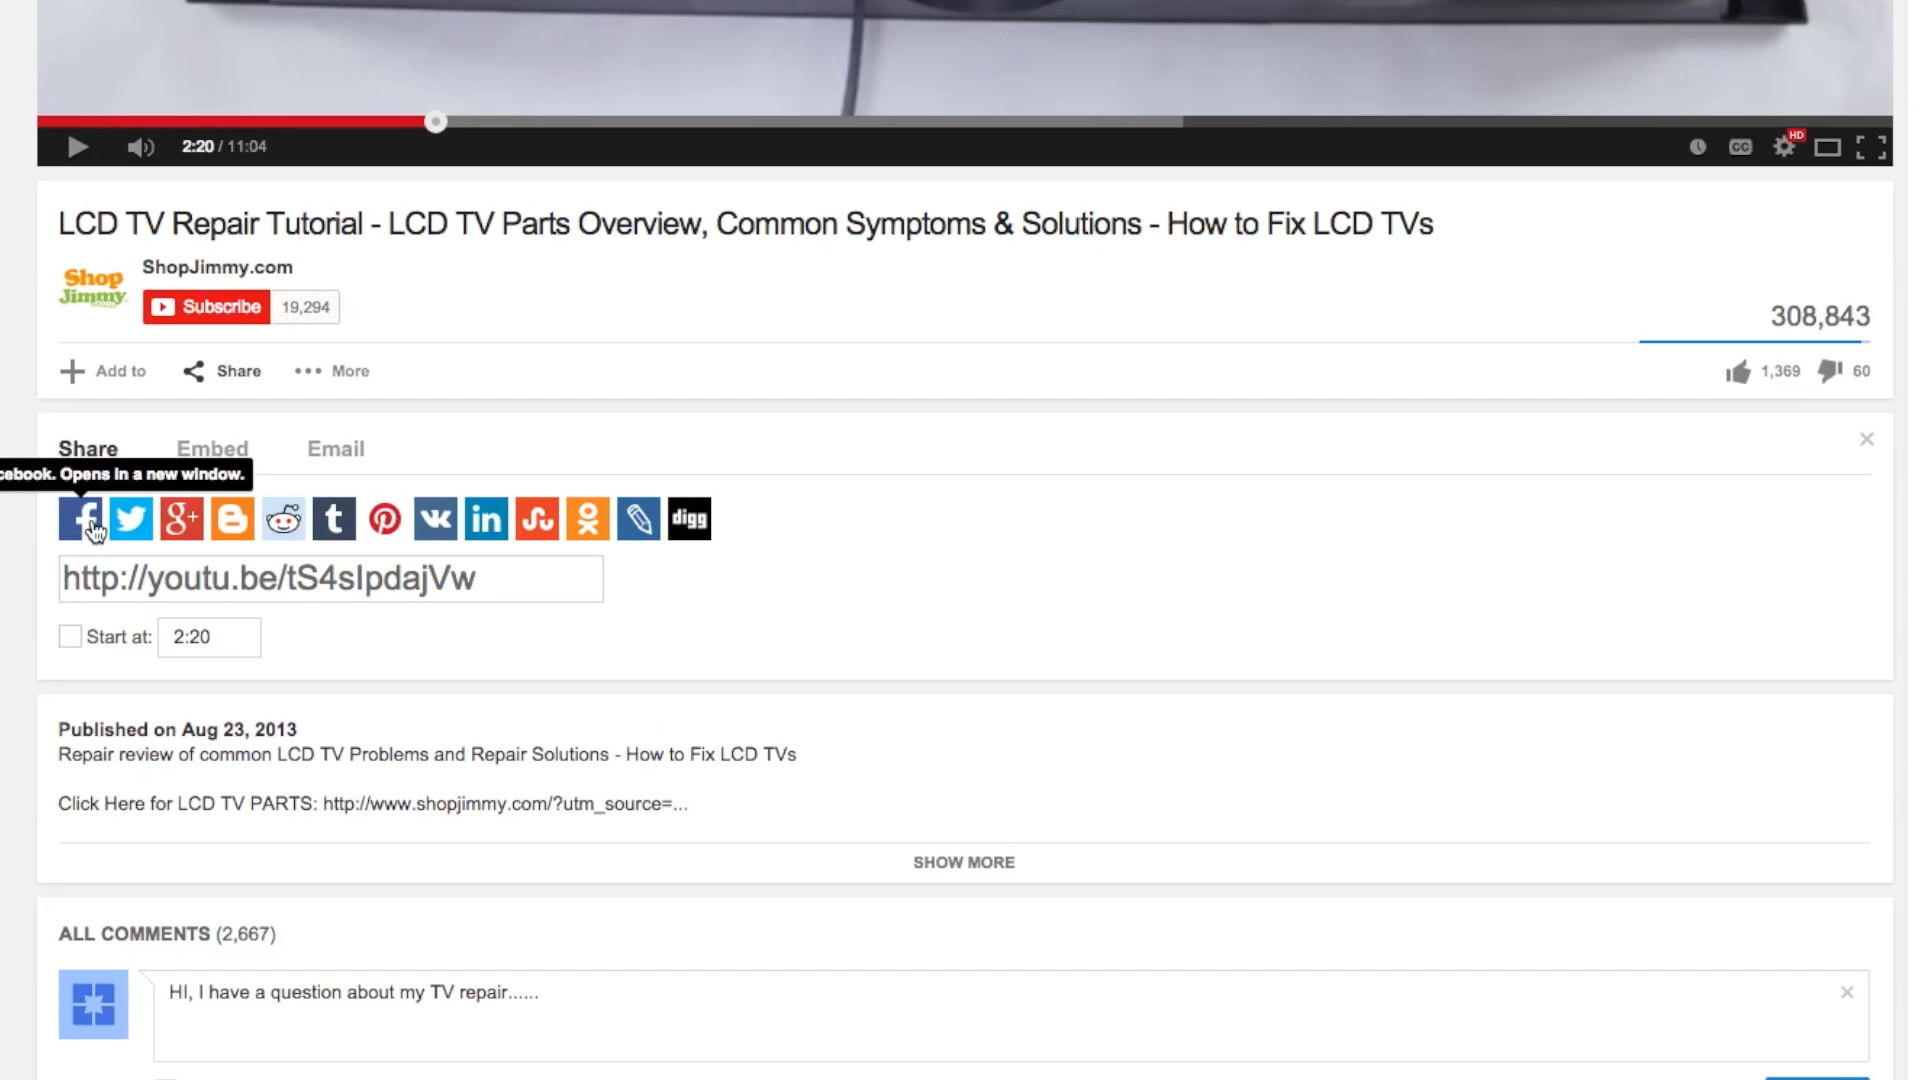 2:20 / 11:04
CC
HD
LCD TV Repair Tutorial - LCD TV Parts Overview, Common Symptoms & Solutions - How to Fix LCD TVs
Shop
Jimmy
ShopJimmy.com
Subscribe 19,294
308,843
Add to Share More
1,369 60
Share Embed Email
cebook. Opens in a new window.
f g+ B t vк in digg
http://youtu.be/tS4sIpdajVw
Start at: 2:20
Published on Aug 23, 2013
Repair review of common LCD TV Problems and Repair Solutions - How to Fix LCD TVs
Click Here for LCD TV PARTS: http://www.shopjimmy.com/?utm_source=...
SHOW MORE
ALL COMMENTS (2,667)
HI, I have a question about my TV repair......